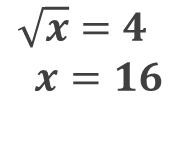 √x = 4
x = 16